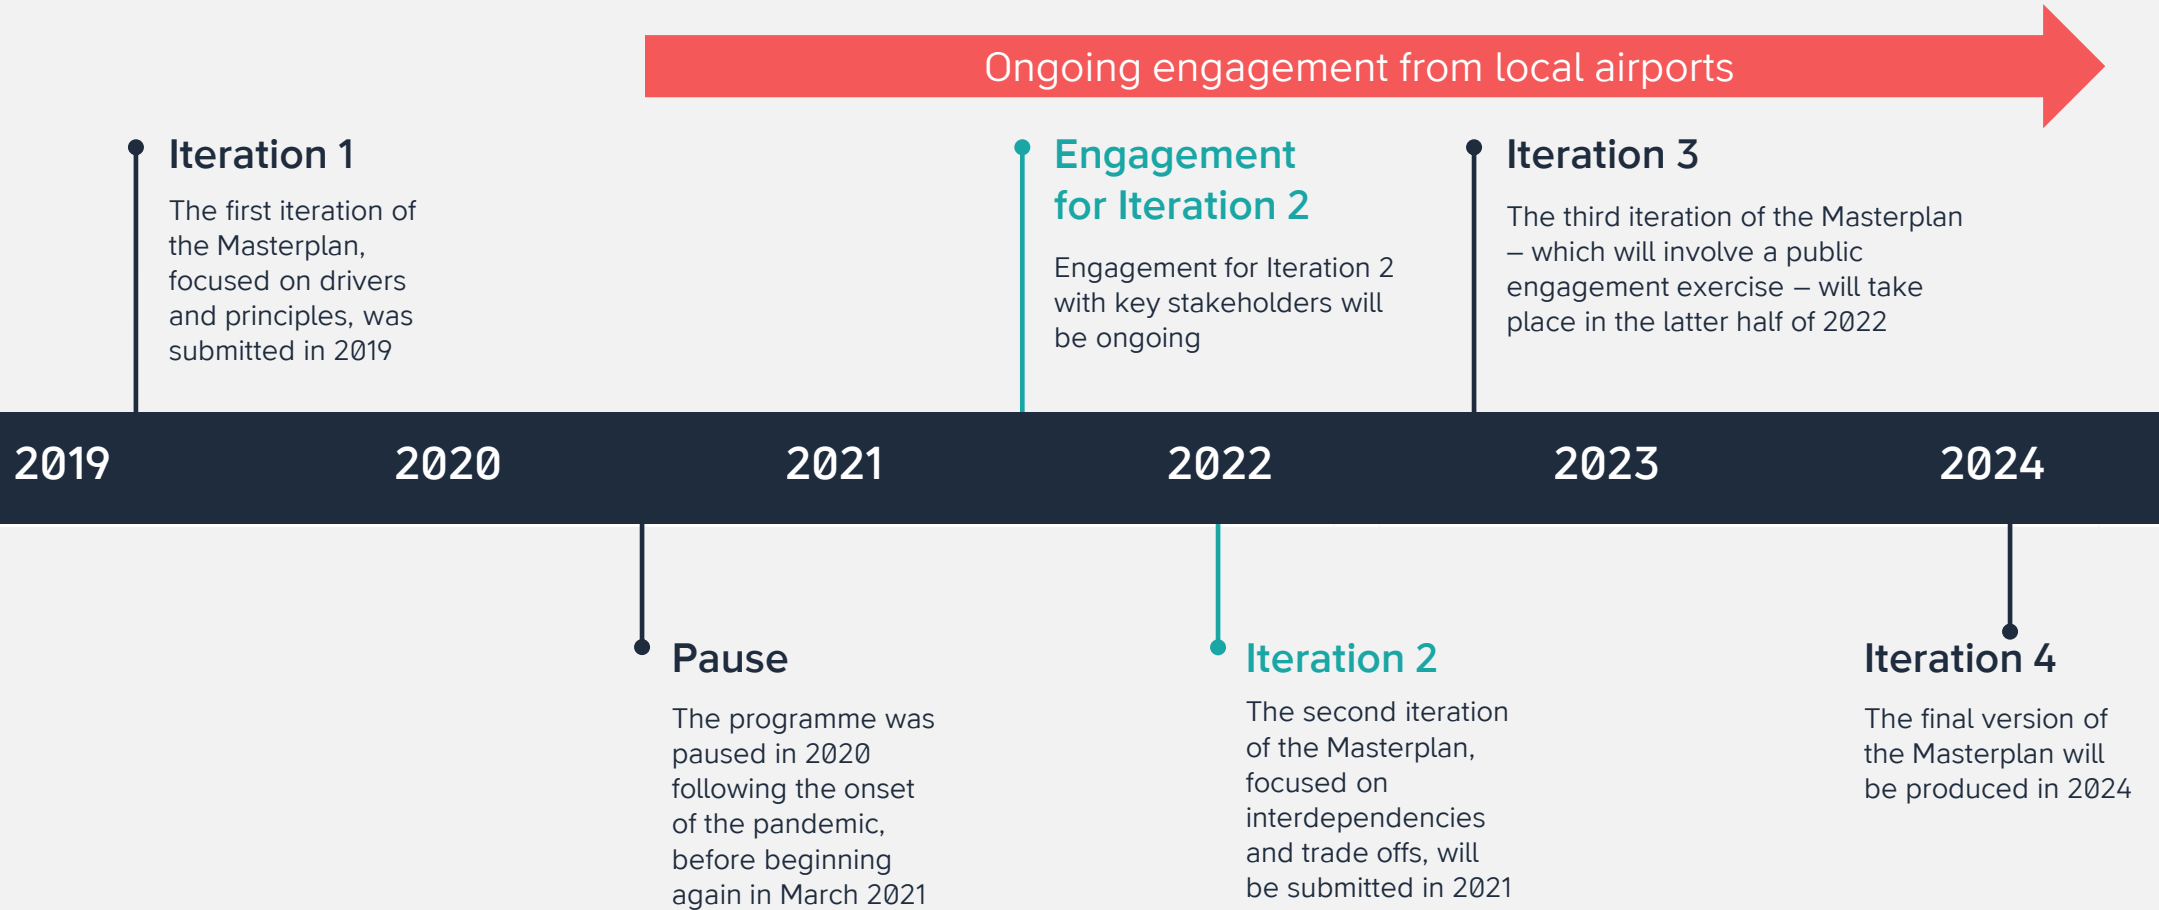 Ongoing engagement from local airports
Iteration 1
The first iteration of
the Masterplan,
focused on drivers
and principles, was
submitted in 2019
Engagement
for Iteration 2
Engagement for Iteration 2
with key stakeholders will
be ongoing
Iteration 3
The third iteration of the Masterplan
– which will involve a public
engagement exercise – will take
place in the latter half of 2022
2019
2020
2021
2022
2023
2024
Pause
The programme was
paused in 2020
following the onset
of the pandemic,
before beginning
again in March 2021
Iteration 2
The second iteration
of the Masterplan,
focused on
interdependencies
and trade offs, will
be submitted in 2021
Iteration 4
The final version of
the Masterplan will
be produced in 2024